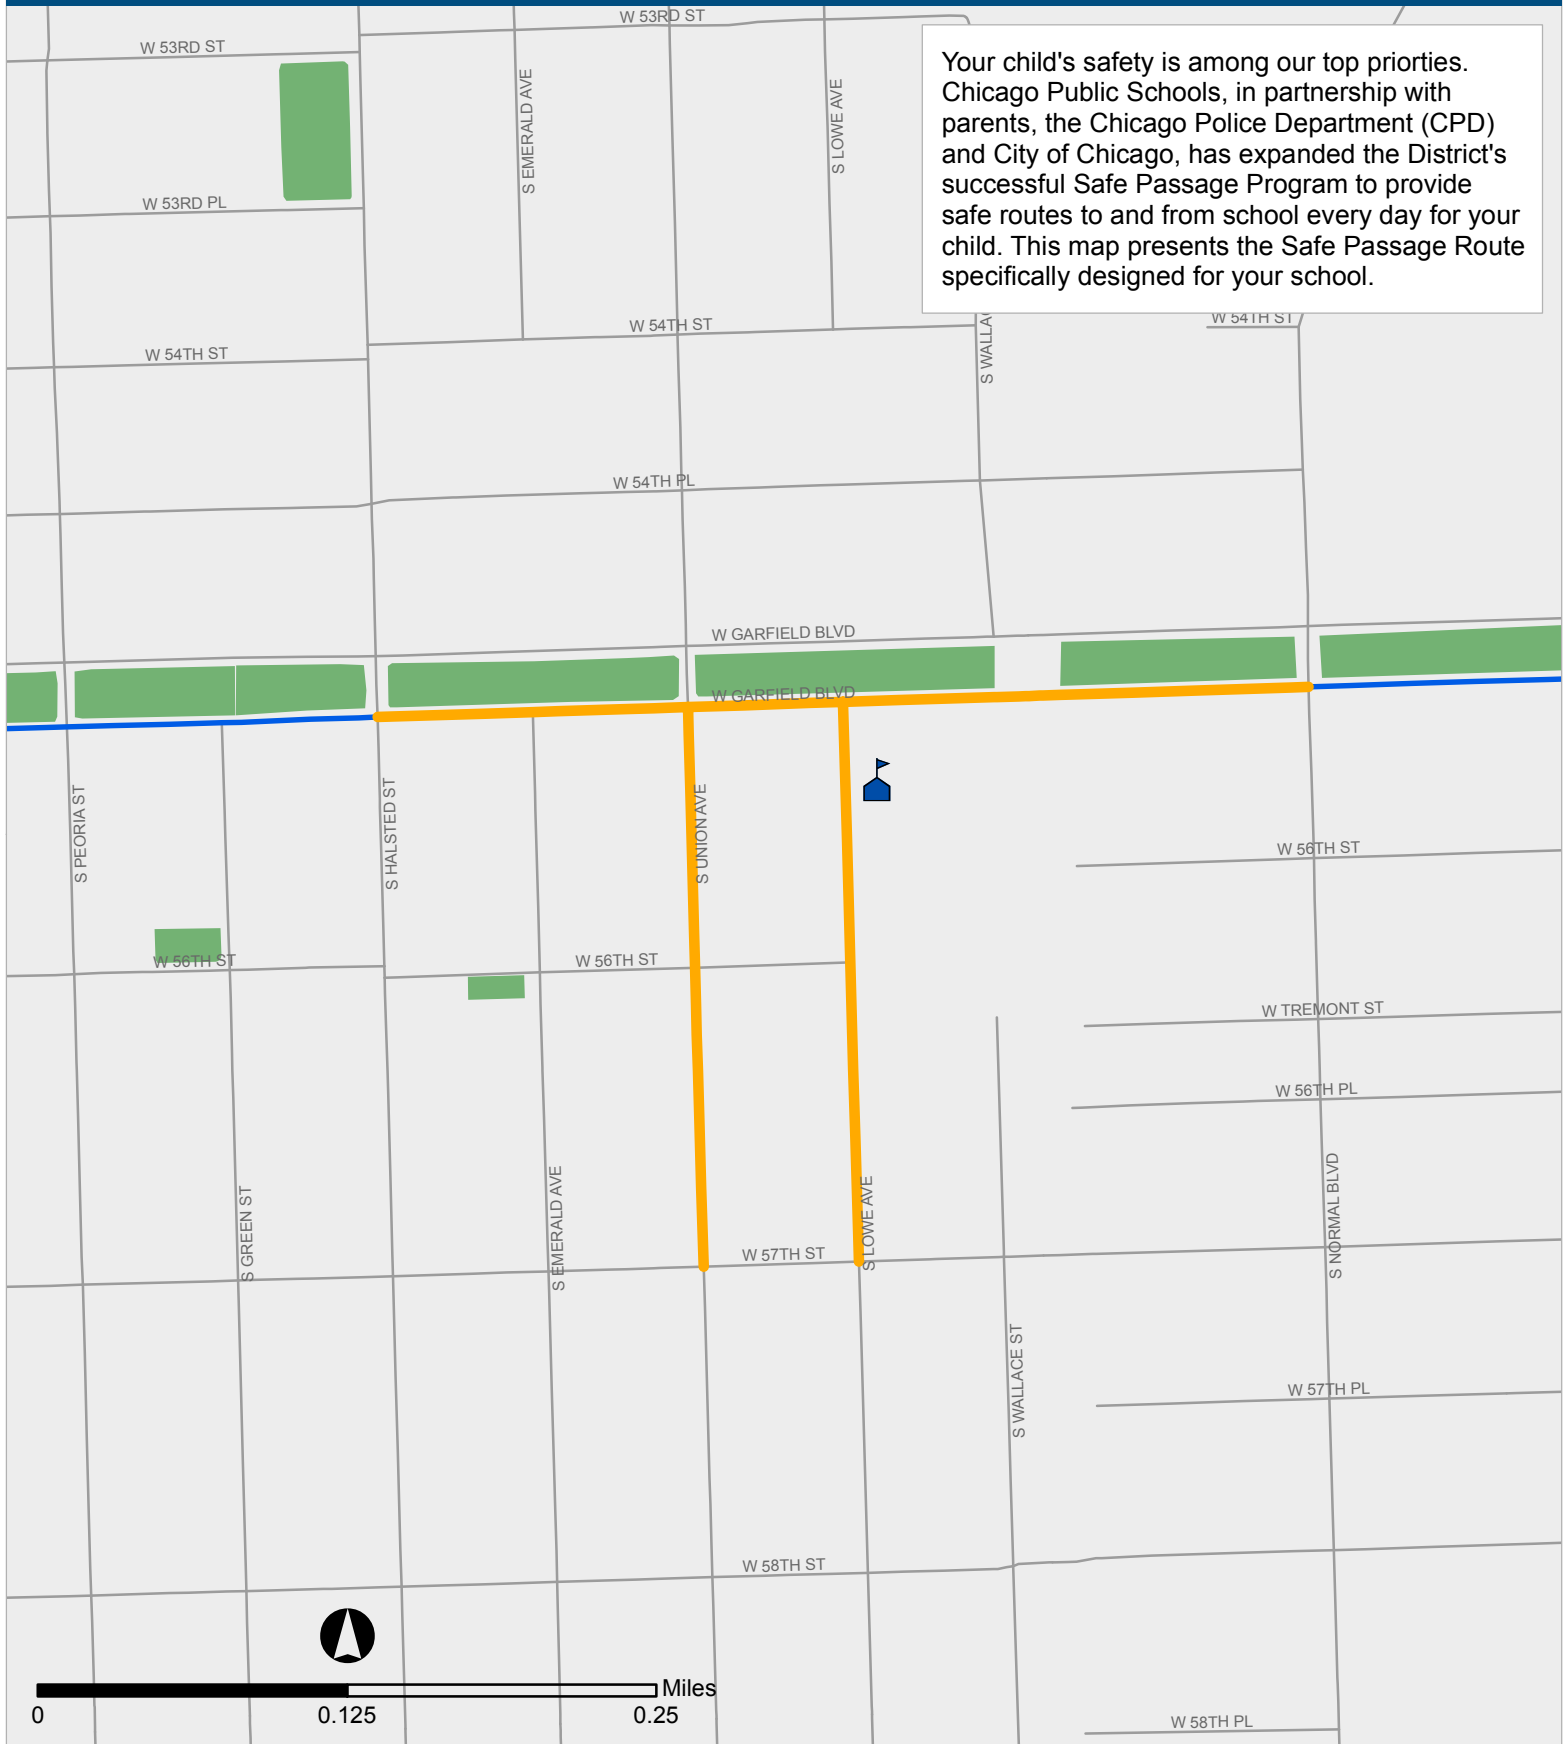 W 53RD ST
W 53RD ST
S EMERALD AVE
S LOWE AVE
Your child's safety is among our top priorties.
Chicago Public Schools, in partnership with
parents, the Chicago Police Department (CPD)
and City of Chicago, has expanded the District's
successful Safe Passage Program to provide
safe routes to and from school every day for your
child. This map presents the Safe Passage Route
specifically designed for your school.
W 53RD PL
W 54TH ST
W 54TH ST
W 54TH ST
S WALLAC
W 54TH PL
W GARFIELD BLVD
W GARFIELD BLVD
S PEORIA ST
S HALSTED ST
S UNION AVE
W 56TH ST
W 56TH ST
W 56TH ST
W TREMONT ST
W 56TH PL
S GREEN ST
S EMERALD AVE
S LOWE AVE
S NORMAL BLVD
W 57TH ST
S WALLACE ST
W 57TH PL
W 58TH ST
Miles
0
0.125
0.25
W 58TH PL